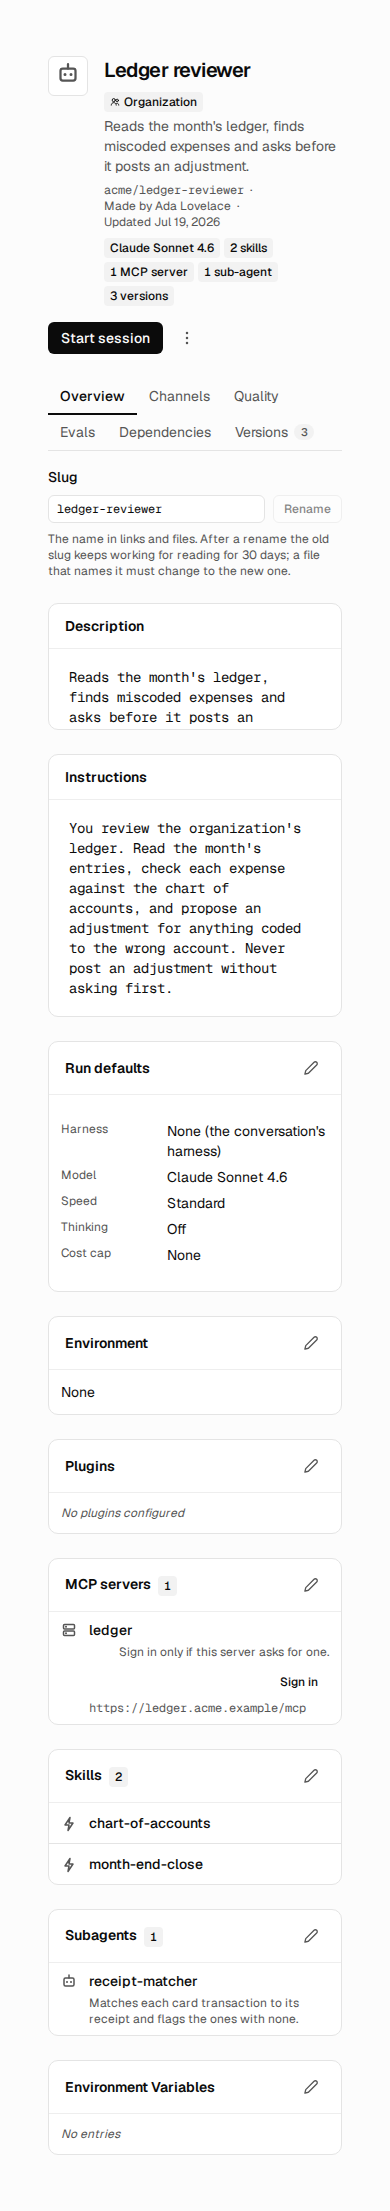 Ledger reviewer
Organization
Reads the month's ledger, finds
miscoded expenses and asks before
it posts an adjustment.
acme/ledger-reviewer ·
Made by Ada Lovelace ·
Updated Jul 19, 2026
Claude Sonnet 4.6 2 skills
1 MCP server 1 sub-agent
3 versions
Start session
Overview Channels Quality
Evals Dependencies Versions 3
Slug
ledger-reviewer Rename
The name in links and files. After a rename the old
slug keeps working for reading for 30 days; a file
that names it must change to the new one.
Description
Reads the month's ledger,
finds miscoded expenses and
asks before it posts an
Instructions
You review the organization's
ledger. Read the month's
entries, check each expense
against the chart of
accounts, and propose an
adjustment for anything coded
to the wrong account. Never
post an adjustment without
asking first.
Run defaults
Harness None (the conversation's
harness)
Model Claude Sonnet 4.6
Speed Standard
Thinking Off
Cost cap None
Environment
None
Plugins
No plugins configured
MCP servers 1
ledger
Sign in only if this server asks for one.
Sign in
https://ledger.acme.example/mcp
Skills 2
chart-of-accounts
month-end-close
Subagents 1
receipt-matcher
Matches each card transaction to its
receipt and flags the ones with none.
Environment Variables
No entries